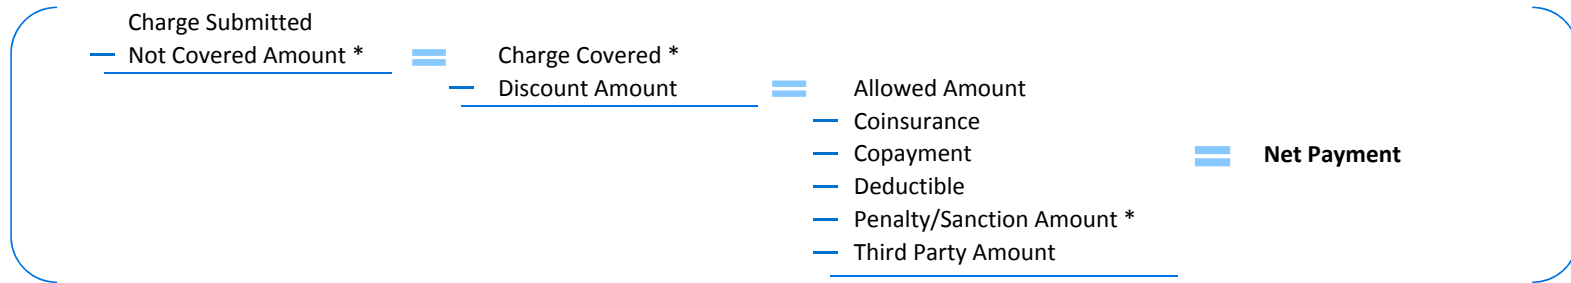 Charge Submitted
— Not Covered Amount * = Charge Covered *
— Discount Amount = Allowed Amount
— Coinsurance
— Copayment = Net Payment
— Deductible
— Penalty/Sanction Amount *
— Third Party Amount